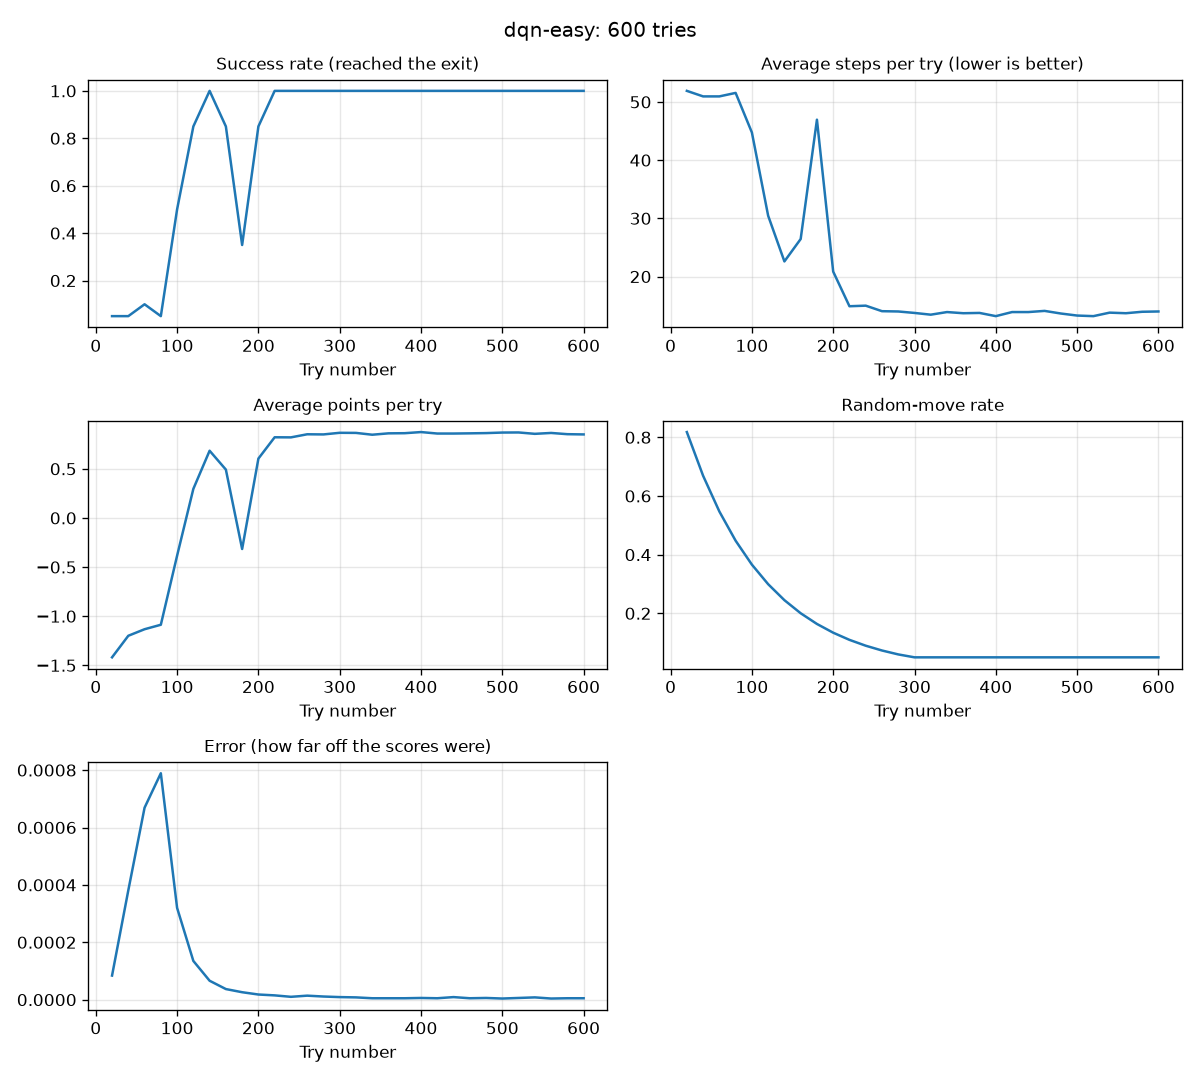 dqn-easy: 600 tries
Success rate (reached the exit)
1.0
0.8
0.6
0.4
0.2
0 100 200 300 400 500 600
Try number
Average steps per try (lower is better)
50
40
30
20
0 100 200 300 400 500 600
Try number
Average points per try
0.5
0.0
−0.5
−1.0
−1.5
0 100 200 300 400 500 600
Try number
Random-move rate
0.8
0.6
0.4
0.2
0 100 200 300 400 500 600
Try number
Error (how far off the scores were)
0.0008
0.0006
0.0004
0.0002
0.0000
0 100 200 300 400 500 600
Try number